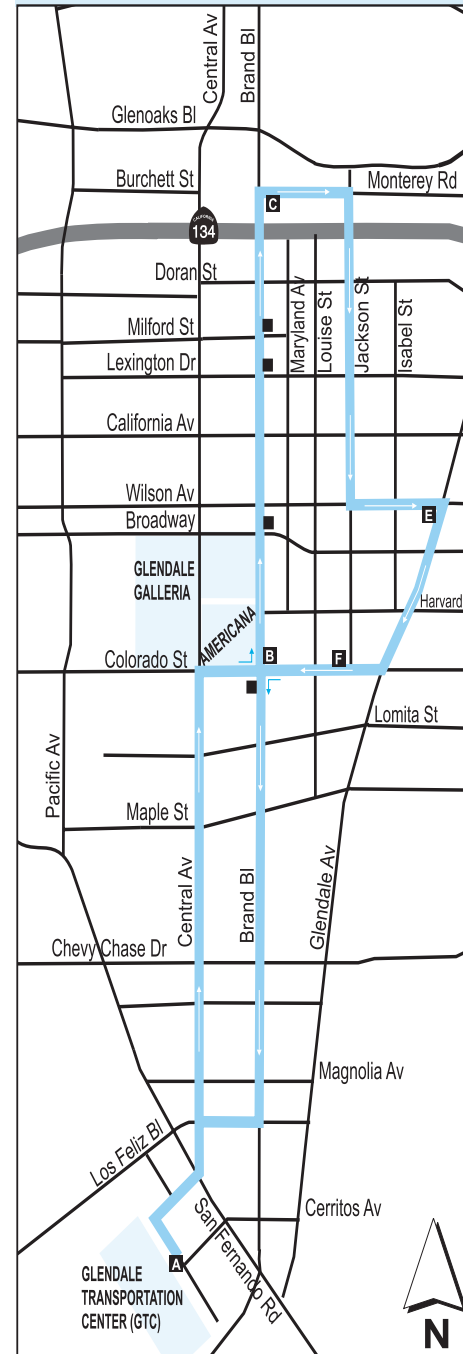 Central Av
Brand Bl
Glenoaks Bl
Burchett St
C
Monterey Rd
CALIFORNIA
134
Doran St
Maryland Av
Louise St
Jackson St
Isabel St
Milford St
Lexington Dr
California Av
Wilson Av
E
Broadway
GLENDALE
GALLERIA
AMERICANA
Harvard
Colorado St
B
F
Lomita St
Pacific Av
Maple St
Central Av
Brand Bl
Glendale Av
Chevy Chase Dr
Magnolia Av
Los Feliz Bl
San Fernando Rd
Cerritos Av
A
GLENDALE
TRANSPORTATION
CENTER (GTC)
N